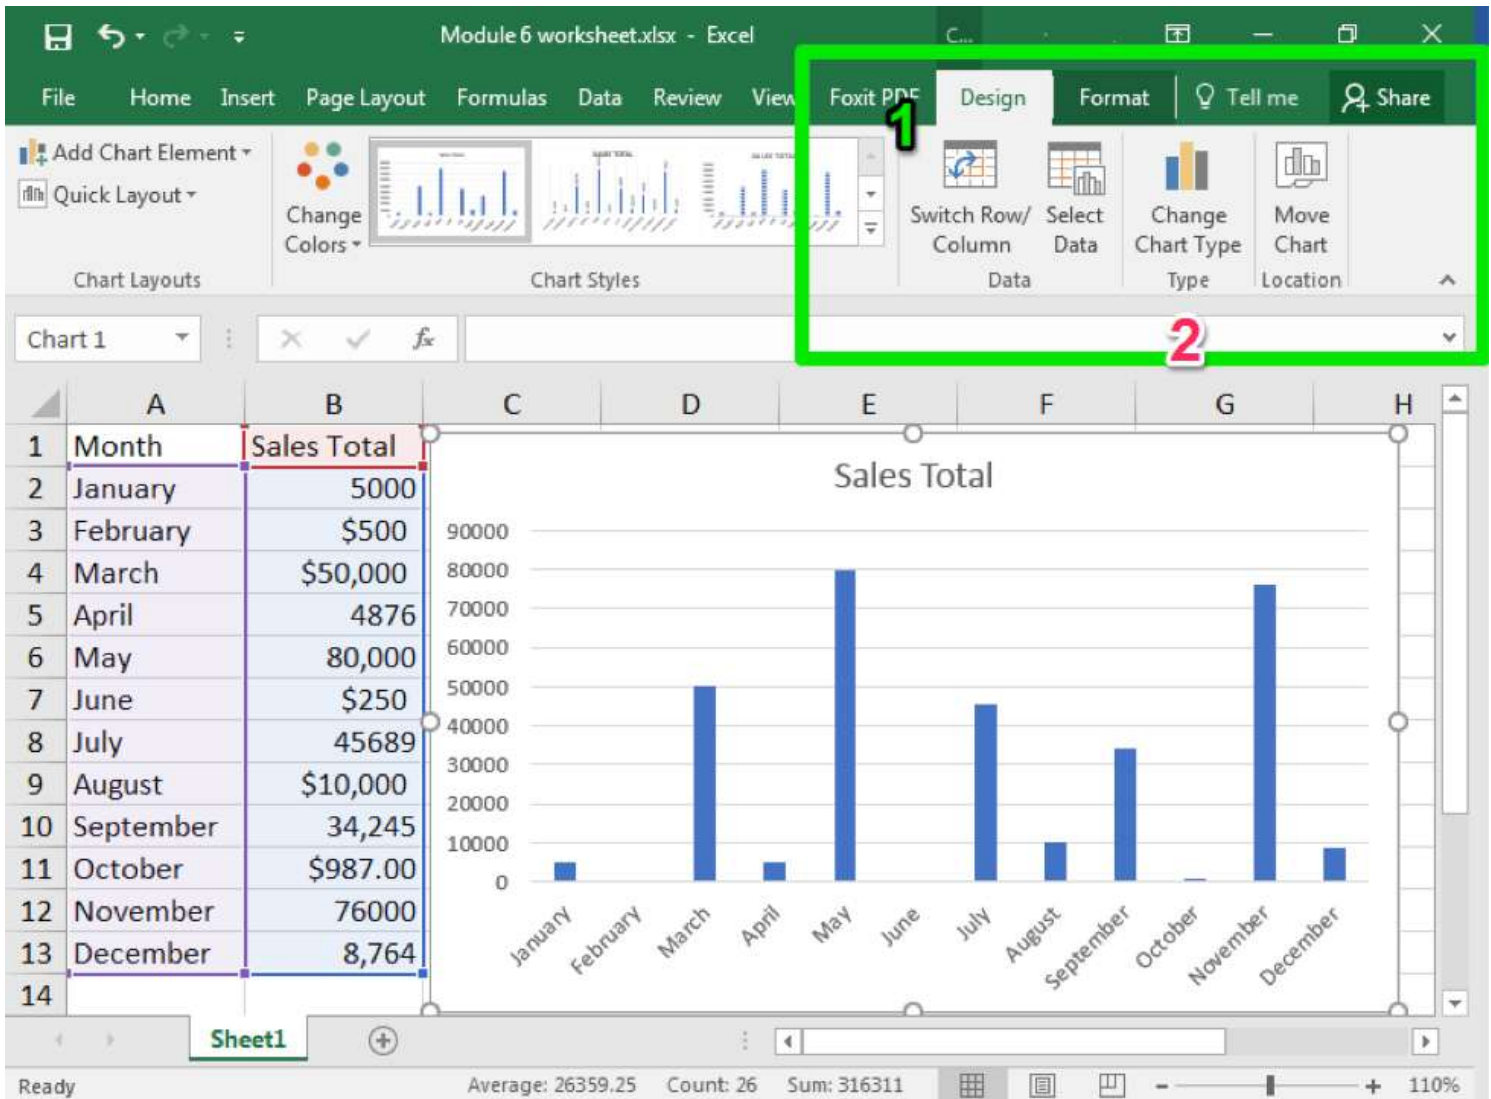 Module 6 worksheet.xlsx - Excel
C...
File Home Insert Page Layout Formulas Data Review View Foxit PDF Design Format Tell me Share
1
Add Chart Element
Quick Layout
Change
Colors
Switch Row/
Column
Select
Data
Change
Chart Type
Move
Chart
Chart Layouts
Chart Styles
Data
Type
Location
Chart 1
fx
2
A B C D E F G H
1 Month Sales Total
2 January 5000
3 February $500
4 March $50,000
5 April 4876
6 May 80,000
7 June $250
8 July 45689
9 August $10,000
10 September 34,245
11 October $987.00
12 November 76000
13 December 8,764
14
Sales Total
90000
80000
70000
60000
50000
40000
30000
20000
10000
0
January February March April May June July August September October November December
Sheet1
Ready Average: 26359.25 Count: 26 Sum: 316311 110%